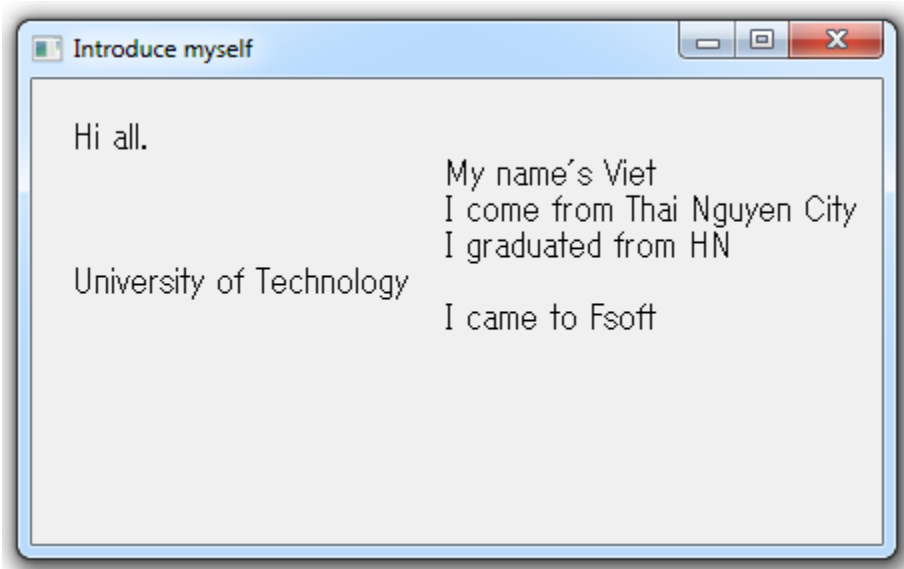 Introduce myself
Hi all.
My name´s Viet
I come from Thai Nguyen City
I graduated from HN
University of Technology
I came to Fsoft